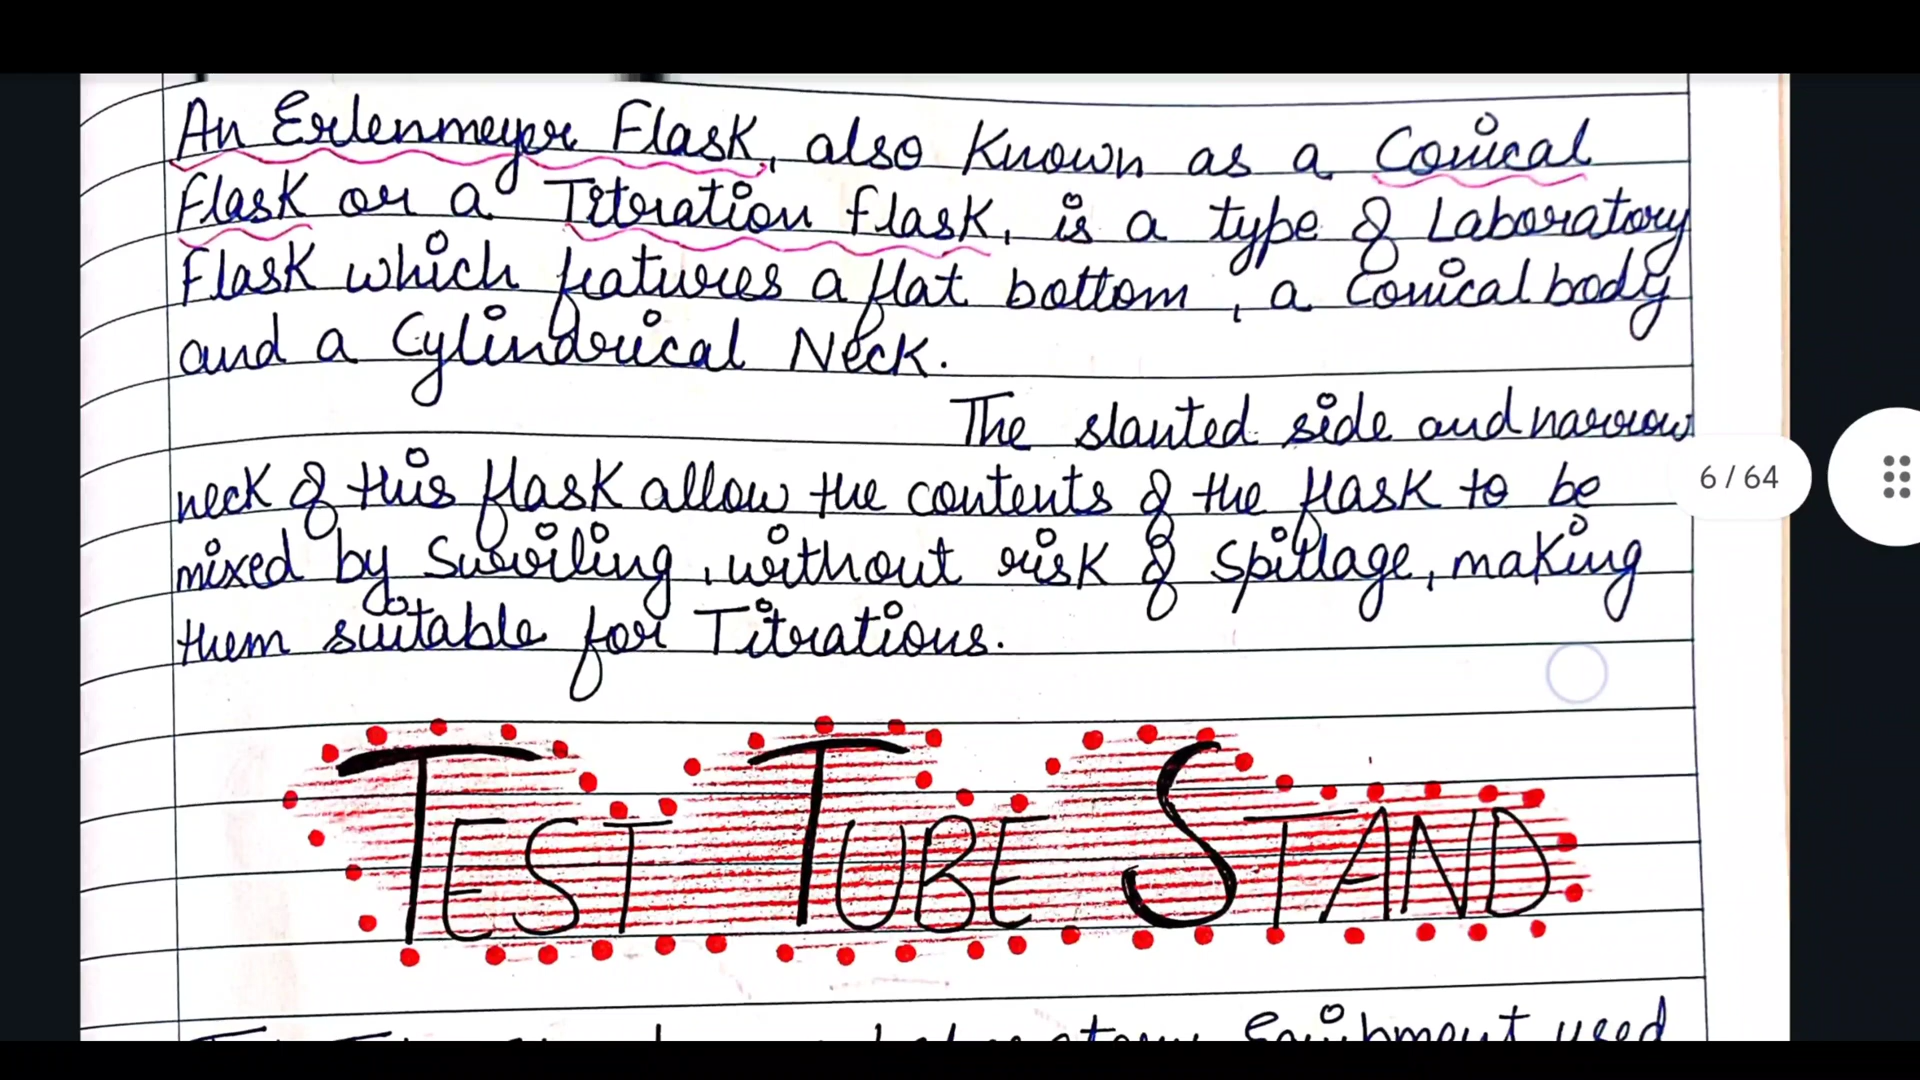 An Erlenmeyer Flask, also known as a Conical
Flask or a Titration flask, is a type of Laboratory
Flask which features a flat bottom, a Conical body
and a Cylindrical Neck.
The slanted side and narrow
neck of this flask allow the contents of the flask to be
6/64
mixed by Swirling, without risk of Spillage, making
them suitable for Titrations.
TEST TUBE STAND
Equipment used